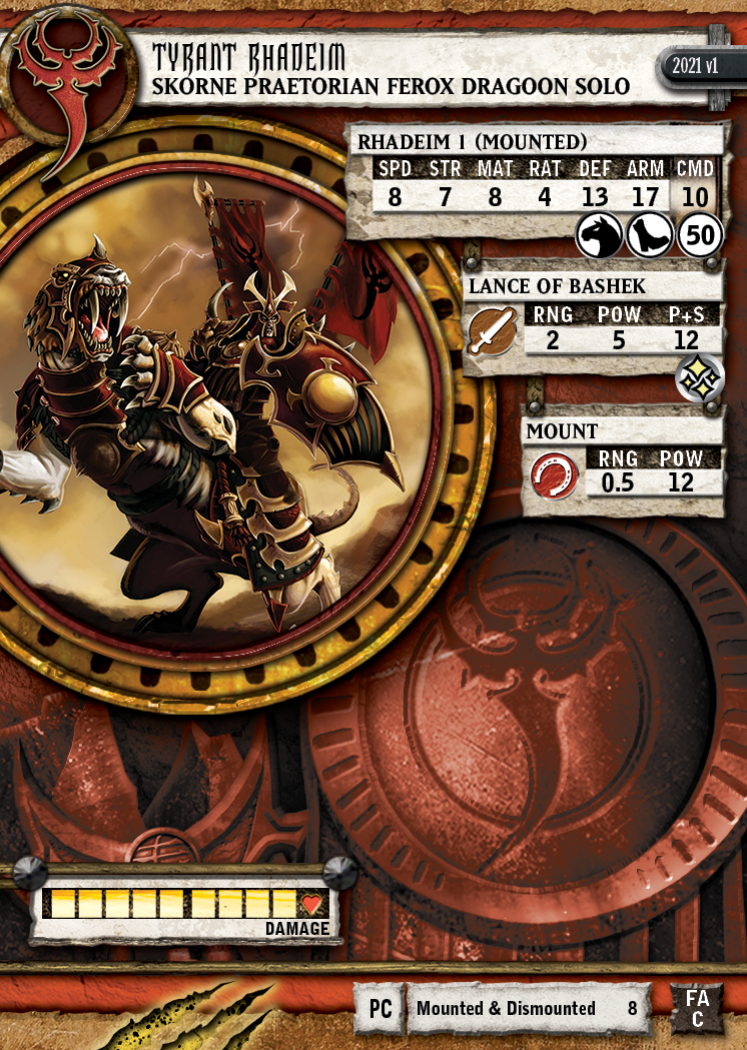 TYRANT RHADEIM
SKORNE PRAETORIAN FEROX DRAGOON SOLO
2021 v1
RHADEIM 1 (MOUNTED)
SPD STR MAT RAT DEF ARM CMD
8 7 8 4 13 17 10
50
LANCE OF BASHEK
RNG POW P+S
2 5 12
MOUNT
RNG POW
0.5 12
DAMAGE
PC Mounted & Dismounted 8
FA
C